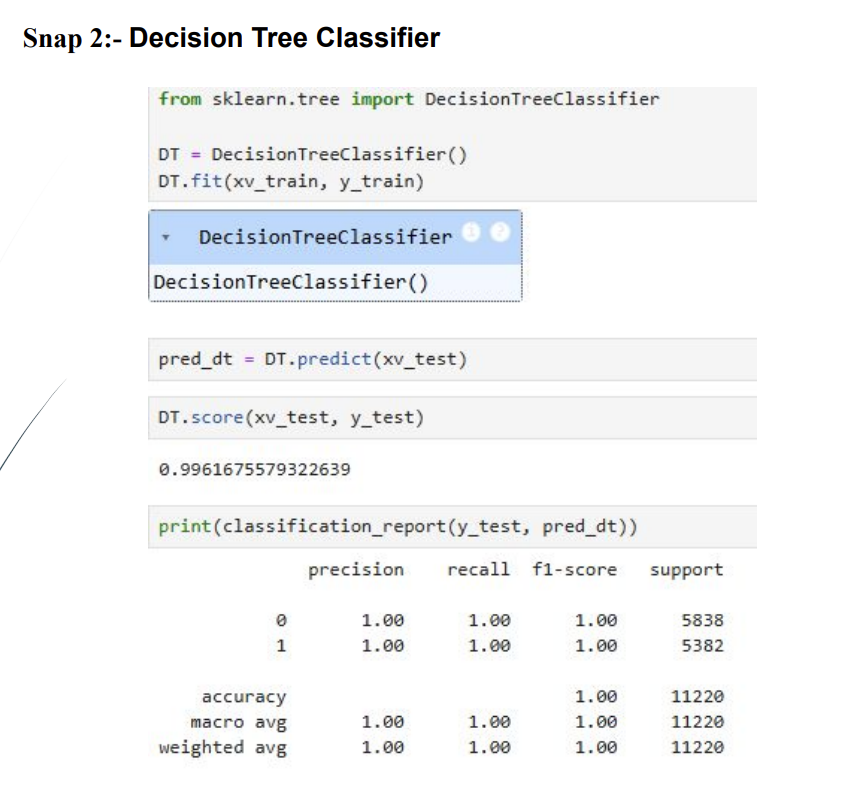 Snap 2:- Decision Tree Classifier
from sklearn.tree import DecisionTreeClassifier
DT = DecisionTreeClassifier()
DT.fit(xv_train, y_train)
▾ DecisionTreeClassifier i ?
DecisionTreeClassifier()
pred_dt = DT.predict(xv_test)
DT.score(xv_test, y_test)
0.9961675579322639
print(classification_report(y_test, pred_dt))
precision recall f1-score support
0 1.00 1.00 1.00 5838
1 1.00 1.00 1.00 5382
accuracy 1.00 11220
macro avg 1.00 1.00 1.00 11220
weighted avg 1.00 1.00 1.00 11220